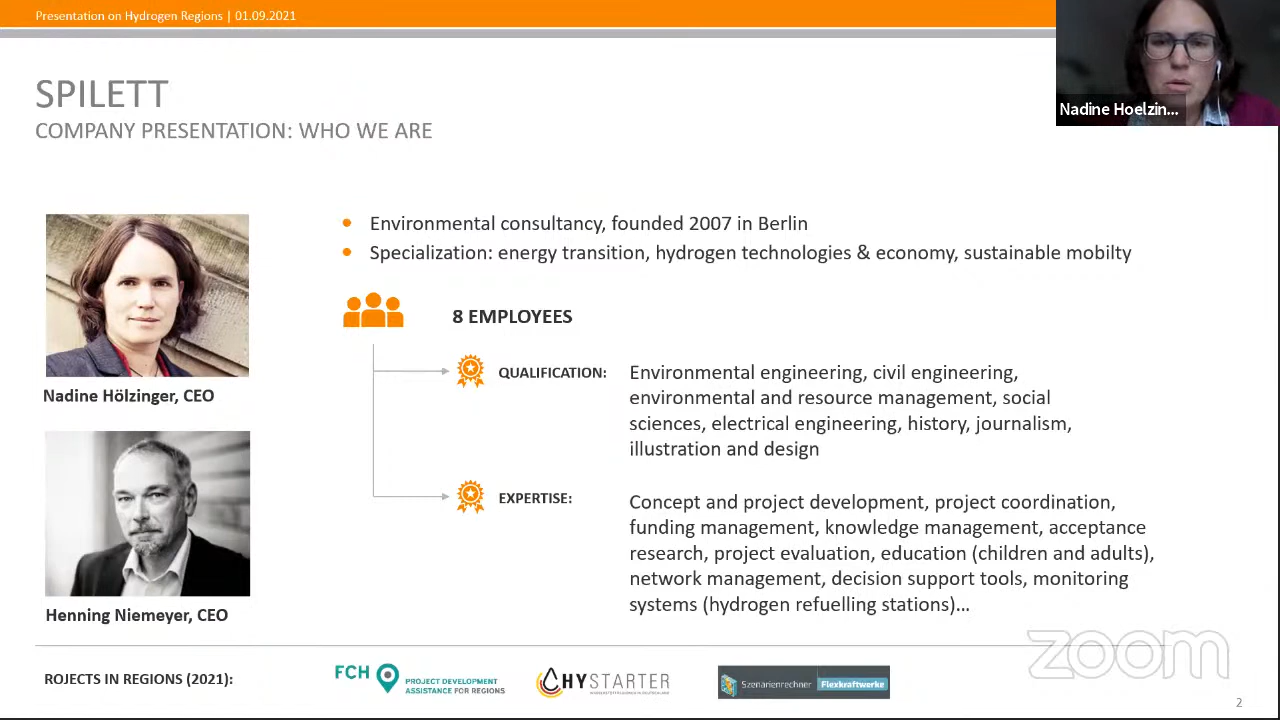 Presentation on Hydrogen Regions | 01.09.2021
Nadine Hoelzin...
SPILETT
COMPANY PRESENTATION: WHO WE ARE
Environmental consultancy, founded 2007 in Berlin
Specialization: energy transition, hydrogen technologies & economy, sustainable mobilty
8 EMPLOYEES
QUALIFICATION:
Environmental engineering, civil engineering,
environmental and resource management, social
sciences, electrical engineering, history, journalism,
illustration and design
EXPERTISE:
Concept and project development, project coordination,
funding management, knowledge management, acceptance
research, project evaluation, education (children and adults),
network management, decision support tools, monitoring
systems (hydrogen refuelling stations)...
Nadine Hölzinger, CEO
Henning Niemeyer, CEO
zoom
ROJECTS IN REGIONS (2021):
FCH PROJECT DEVELOPMENT
ASSISTANCE FOR REGIONS
HYSTARTER
Szenarienrechner Flexkraftwerke
2